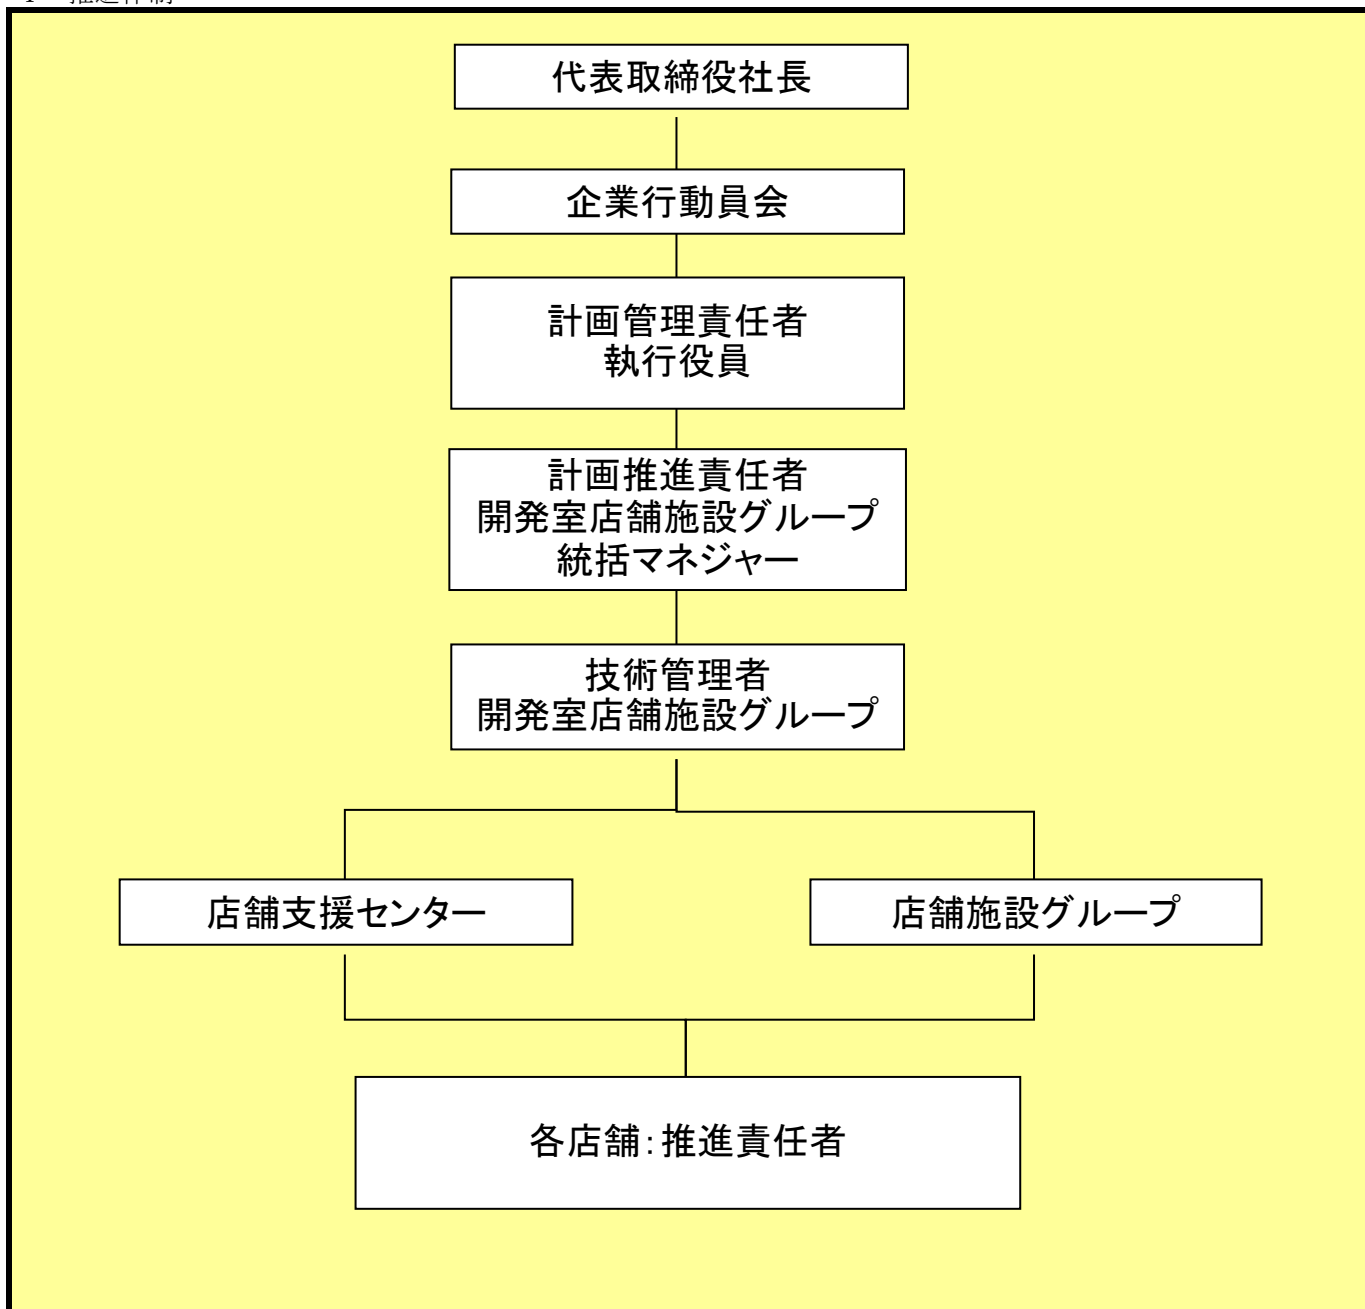 代表取締役社長
企業行動員会
計画管理責任者
執行役員
計画推進責任者
開発室店舗施設グループ
統括マネジャー
技術管理者
開発室店舗施設グループ
店舗支援センター
店舗施設グループ
各店舗：推進責任者